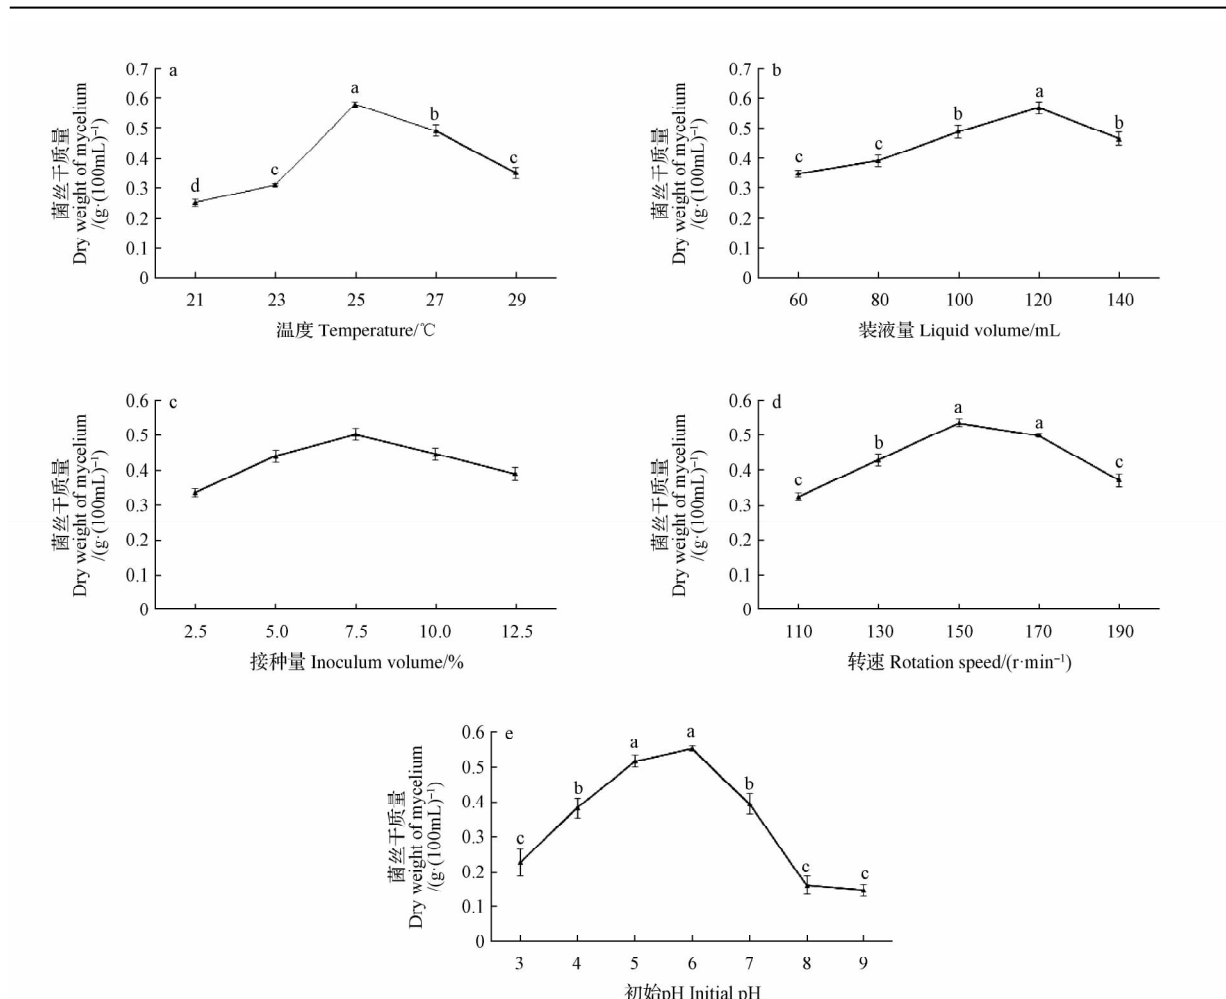 a
菌丝干质量
Dry weight of mycelium
/(g·(100mL)⁻¹)
0.7
0.6
0.5
0.4
0.3
0.2
0.1
0
d
c
a
b
c
21 23 25 27 29
温度 Temperature/℃
b
菌丝干质量
Dry weight of mycelium
/(g·(100mL)⁻¹)
0.7
0.6
0.5
0.4
0.3
0.2
0.1
0
c
c
b
a
b
60 80 100 120 140
装液量 Liquid volume/mL
c
菌丝干质量
Dry weight of mycelium
/(g·(100mL)⁻¹)
0.6
0.5
0.4
0.3
0.2
0.1
0
2.5 5.0 7.5 10.0 12.5
接种量 Inoculum volume/%
d
菌丝干质量
Dry weight of mycelium
/(g·(100mL)⁻¹)
0.6
0.5
0.4
0.3
0.2
0.1
0
c
b
a
a
c
110 130 150 170 190
转速 Rotation speed/(r·min⁻¹)
e
菌丝干质量
Dry weight of mycelium
/(g·(100mL)⁻¹)
0.6
0.5
0.4
0.3
0.2
0.1
0
c
b
a
a
b
c
c
3 4 5 6 7 8 9
初始pH Initial pH